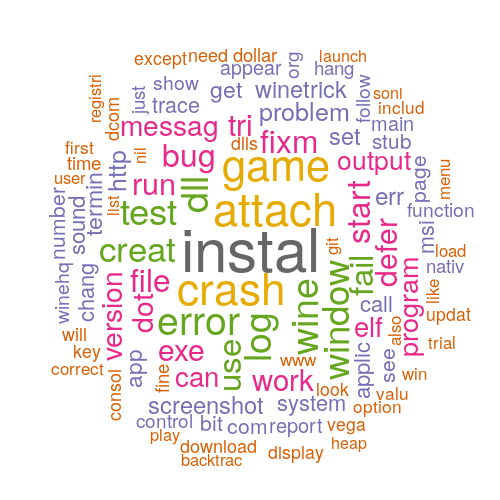 except need dollar launch
appear org hang
registri just show get winetrick follow sonl
dcom trace dlls problem includ
messag tri fixm set main
first nil bug game output stub
time http run dll err page menu
user list test attach start function
number sound termin creat instal git defer msi load
winehq chang file crash wine window fail call nativ
version dot error log elf program like
will exe use www applic also updat
key app can work see win trial
correct fine look valu
consol screenshot system option
control bit com report vega
play download display heap
backtrac